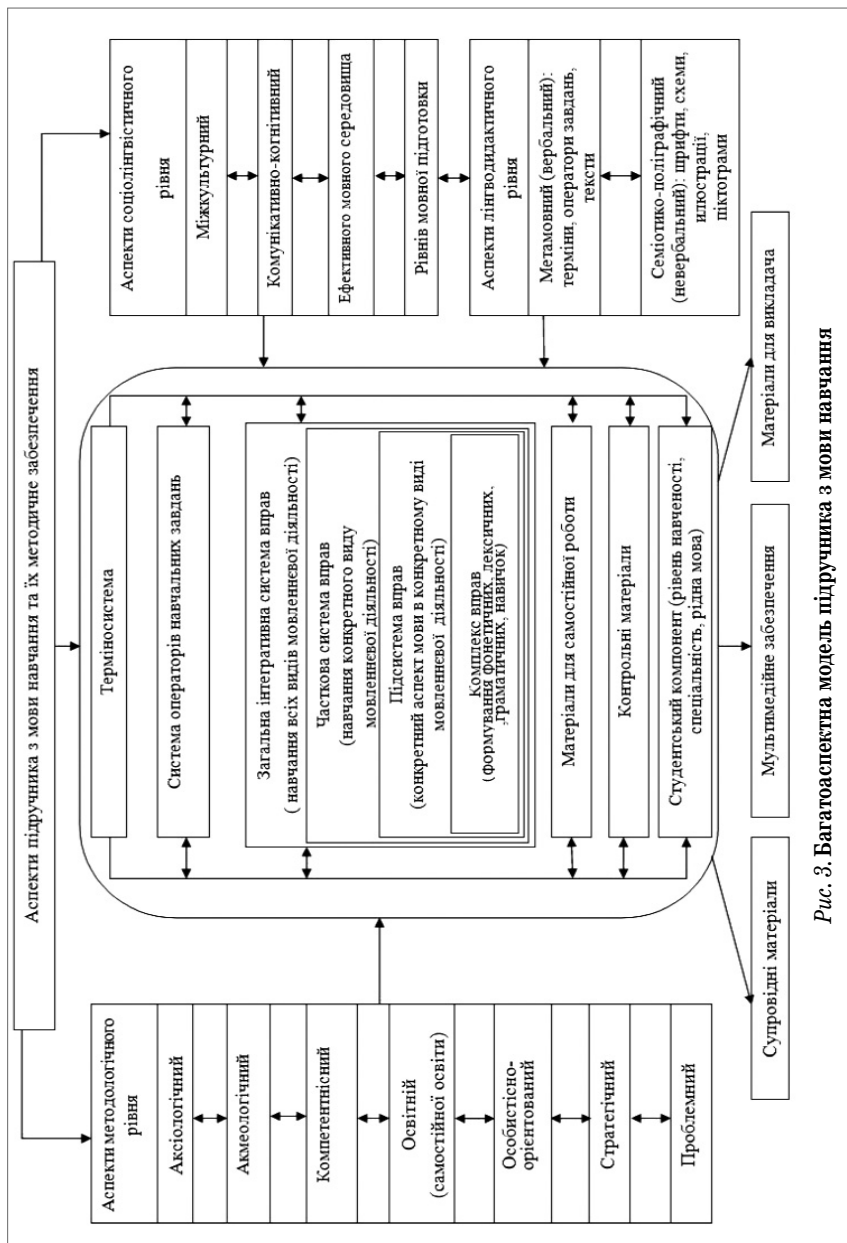 Аспекти підручника з мови навчання та їх методичне забезпечення
Аспекти методологічного
рівня
Аксіологічний
Акмеологічний
Компетентнісний
Освітній
(самостійної освіти)
Особистісно-
орієнтований
Стратегічний
Проблемний
Терміносистема
Система операторів навчальних завдань
Загальна інтегративна система вправ
( навчання всіх видів мовленнєвої діяльності)
Часткова система вправ
(навчання конкретного виду
мовленнєвої діяльності)
Підсистема вправ
(конкретний аспект мови в конкретному виді
мовленнєвої діяльності)
Комплекс вправ
(формування фонетичних, лексичних,
,граматичних, навичок)
Матеріали для самостійної роботи
Контрольні матеріали
Студентський компонент (рівень навченості,
спеціальність, рідна мова)
Аспекти соціолінгвістичного
рівня
Міжкультурний
Комунікативно-когнітивний
Ефективного мовного середовища
Рівнів мовної підготовки
Аспекти лінгводидактичного
рівня
Метамовний (вербальний):
терміни, оператори завдань,
тексти
Семіотико-поліграфічний
(невербальний): шрифти, схеми,
илюстрації,
піктограми
Супровідні матеріали
Мультимедійне забезпечення
Матеріали для викладача
Рис. 3. Багатоаспектна модель підручника з мови навчання